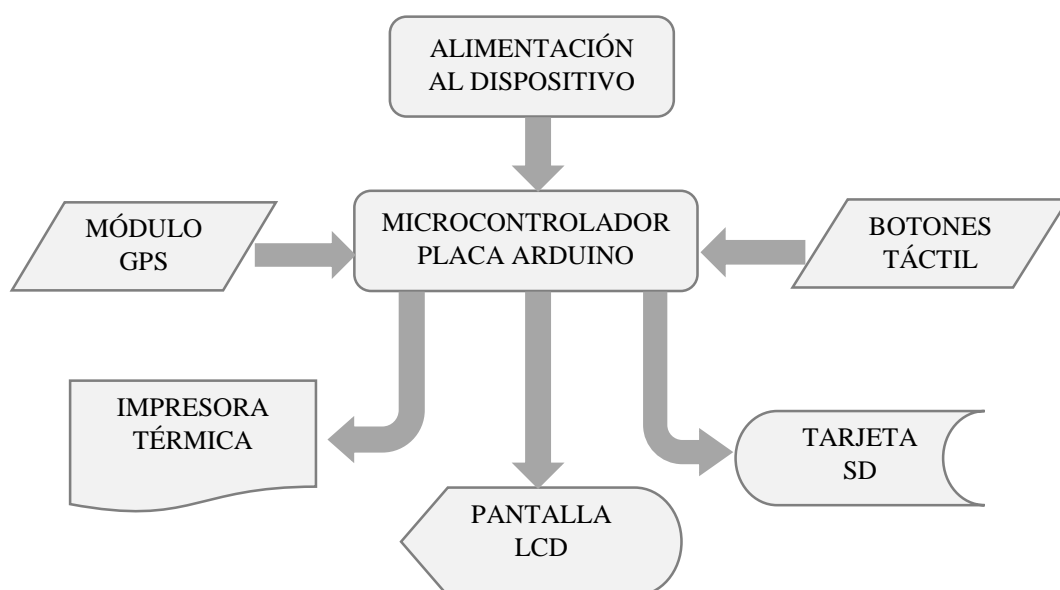 ALIMENTACIÓN
AL DISPOSITIVO
MÓDULO
GPS
MICROCONTROLADOR
PLACA ARDUINO
BOTONES
TÁCTIL
IMPRESORA
TÉRMICA
PANTALLA
LCD
TARJETA
SD